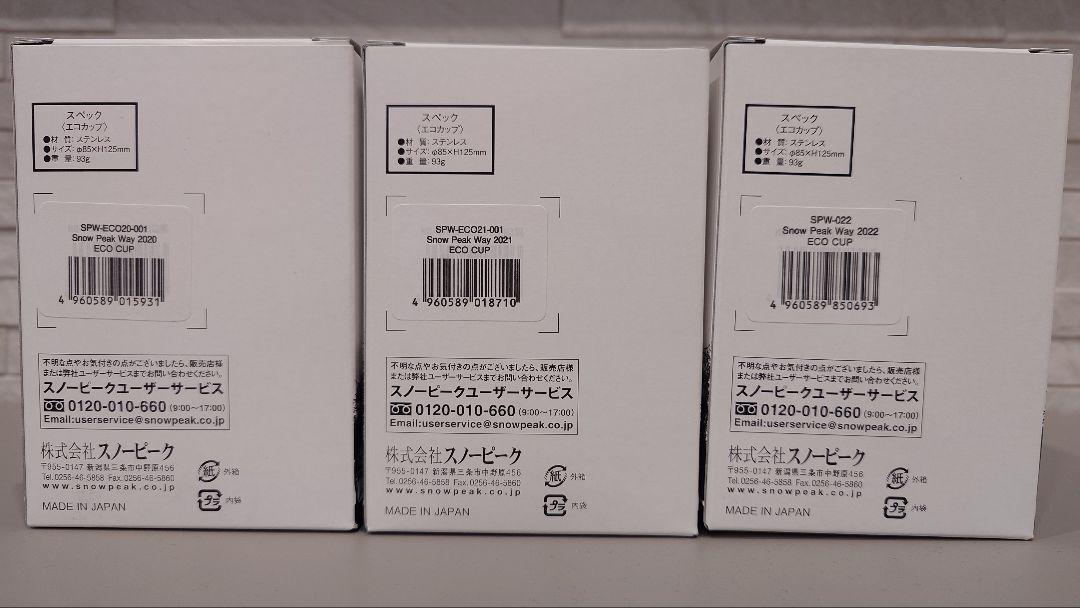 スペック
〈エコカップ〉
●材 質: ステンレス
●サイズ: φ85×H125mm
●重 量: 93g
SPW-ECO20-001
Snow Peak Way 2020
ECO CUP
4 960589 015931
不明な点やお気付きの点がございましたら、販売店様
または弊社ユーザーサービスまでお問い合わせください。
スノーピークユーザーサービス
0120-010-660 (9:00〜17:00)
Email:userservice@snowpeak.co.jp
株式会社スノーピーク
〒955-0147 新潟県三条市中野原456
Tel.0256-46-5858 Fax.0256-46-5860
www.snowpeak.co.jp
MADE IN JAPAN
紙 外箱
プラ 内袋
スペック
〈エコカップ〉
●材 質: ステンレス
●サイズ: φ85×H125mm
●重 量: 93g
SPW-ECO21-001
Snow Peak Way 2021
ECO CUP
4 960589 018710
不明な点やお気付きの点がございましたら、販売店様
または弊社ユーザーサービスまでお問い合わせください。
スノーピークユーザーサービス
0120-010-660 (9:00〜17:00)
Email:userservice@snowpeak.co.jp
株式会社スノーピーク
〒955-0147 新潟県三条市中野原456
Tel.0256-46-5858 Fax.0256-46-5860
www.snowpeak.co.jp
MADE IN JAPAN
紙 外箱
プラ 内袋
スペック
〈エコカップ〉
●材 質: ステンレス
●サイズ: φ85×H125mm
●重 量: 93g
SPW-022
Snow Peak Way 2022
ECO CUP
4 960589 850693
不明な点やお気付きの点がございましたら、販売店様
または弊社ユーザーサービスまでお問い合わせください。
スノーピークユーザーサービス
0120-010-660 (9:00〜17:00)
Email:userservice@snowpeak.co.jp
株式会社スノーピーク
〒955-0147 新潟県三条市中野原456
Tel.0256-46-5858 Fax.0256-46-5860
www.snowpeak.co.jp
MADE IN JAPAN
紙 外箱
プラ 内袋